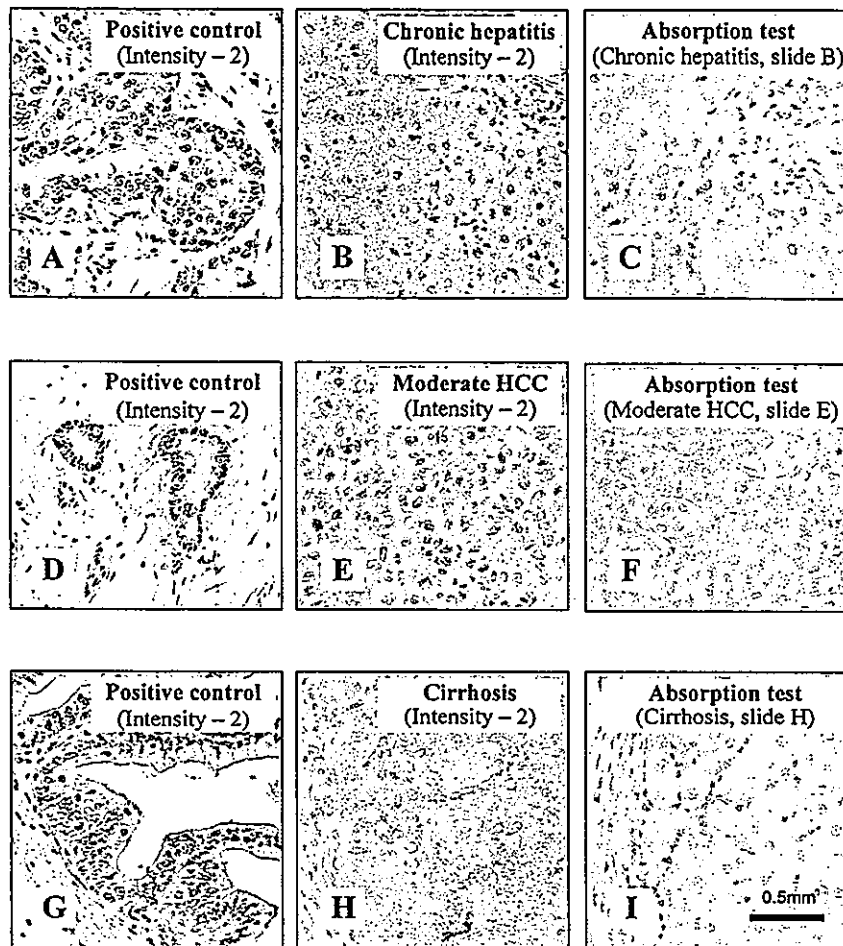 Positive control
(Intensity – 2)
A
Chronic hepatitis
(Intensity – 2)
B
Absorption test
(Chronic hepatitis, slide B)
C
Positive control
(Intensity – 2)
D
Moderate HCC
(Intensity – 2)
E
Absorption test
(Moderate HCC, slide E)
F
Positive control
(Intensity – 2)
G
Cirrhosis
(Intensity – 2)
H
Absorption test
(Cirrhosis, slide H)
I
0.5mm